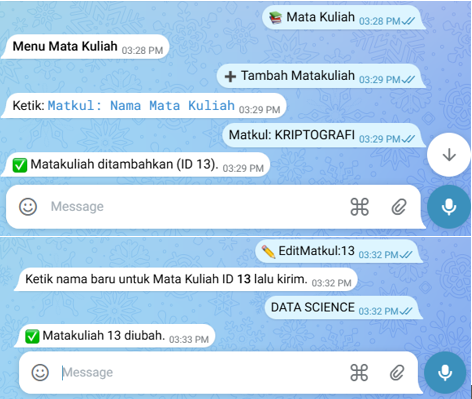 📚 Mata Kuliah 03:28 PM
Menu Mata Kuliah 03:28 PM
➕ Tambah Matakuliah 03:29 PM
Ketik: Matkul: Nama Mata Kuliah 03:29 PM
Matkul: KRIPTOGRAFI 03:29 PM
✅ Matakuliah ditambahkan (ID 13). 03:29 PM
Message
✏️ EditMatkul:13 03:32 PM
Ketik nama baru untuk Mata Kuliah ID 13 lalu kirim. 03:32 PM
DATA SCIENCE 03:32 PM
✅ Matakuliah 13 diubah. 03:33 PM
Message